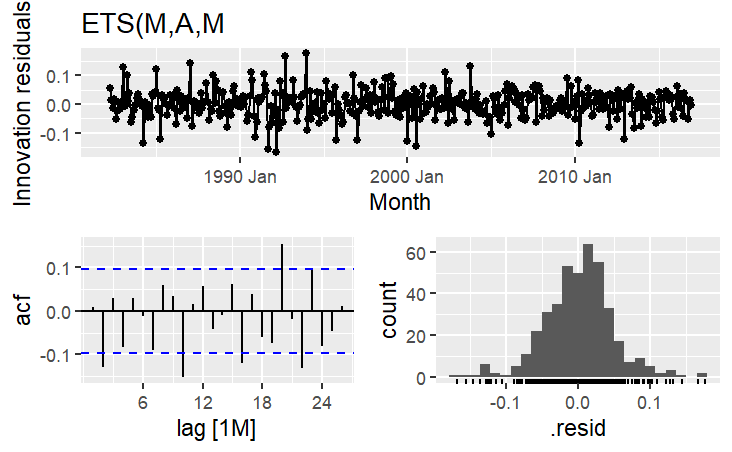 ETS(M,A,M
Innovation residuals
0.1
0.0
-0.1
1990 Jan
2000 Jan
2010 Jan
Month
acf
0.1
0.0
-0.1
6
12
18
24
lag [1M]
count
60
40
20
0
-0.1
0.0
0.1
.resid